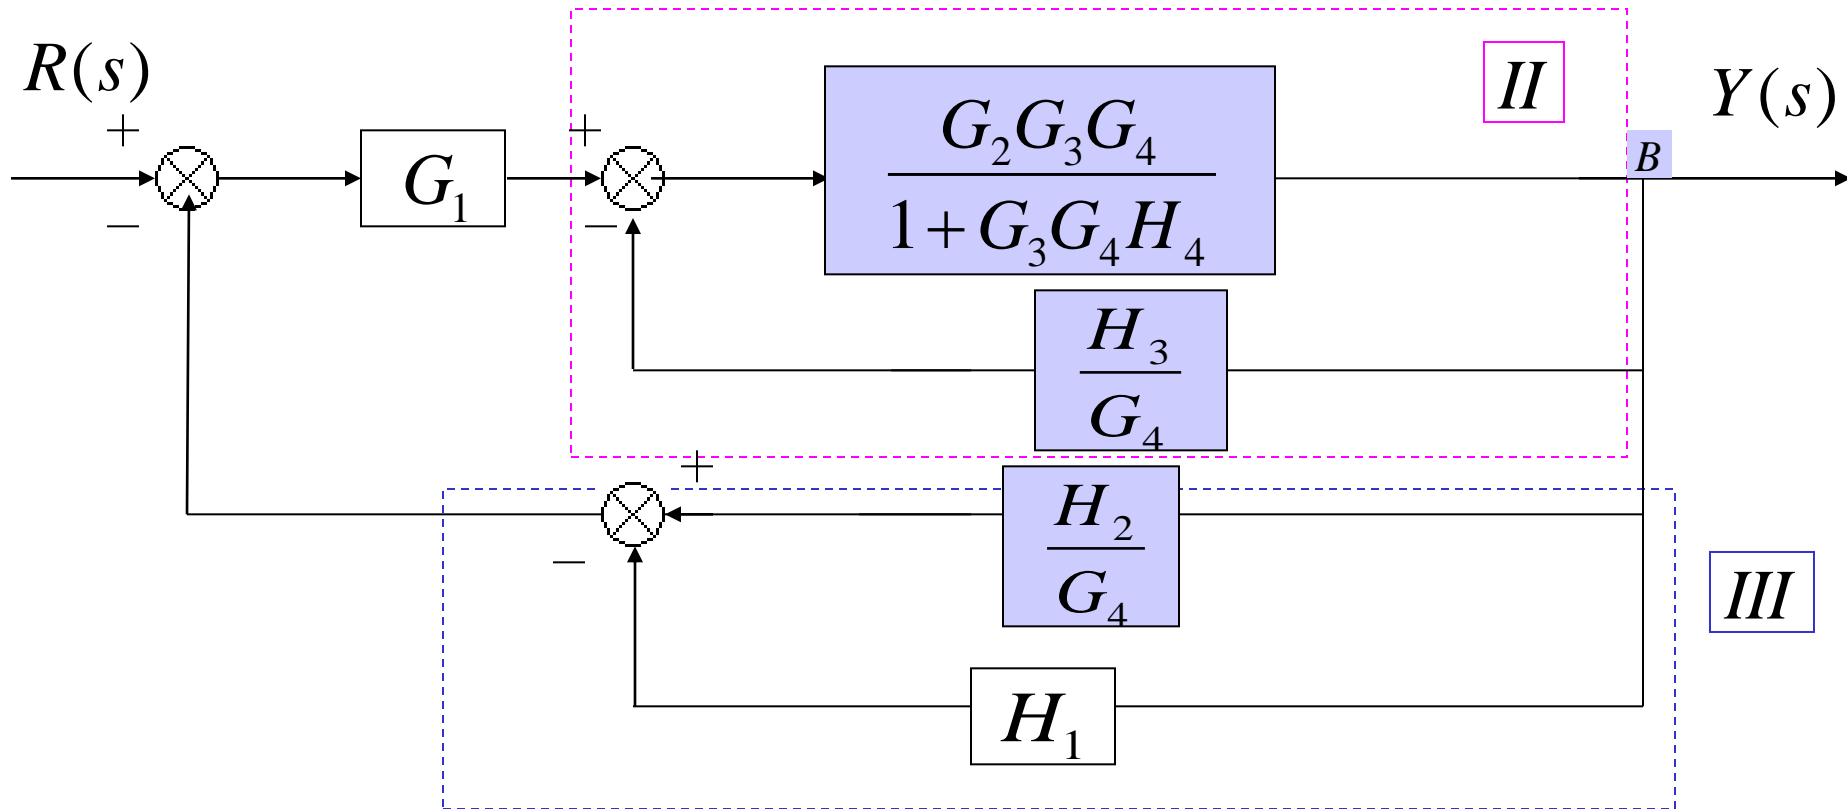 R(s)
+
−
G₁
+
−
G₂G₃G₄
1+G₃G₄H₄
II
B
Y(s)
H₃
G₄
+
−
H₂
G₄
III
H₁